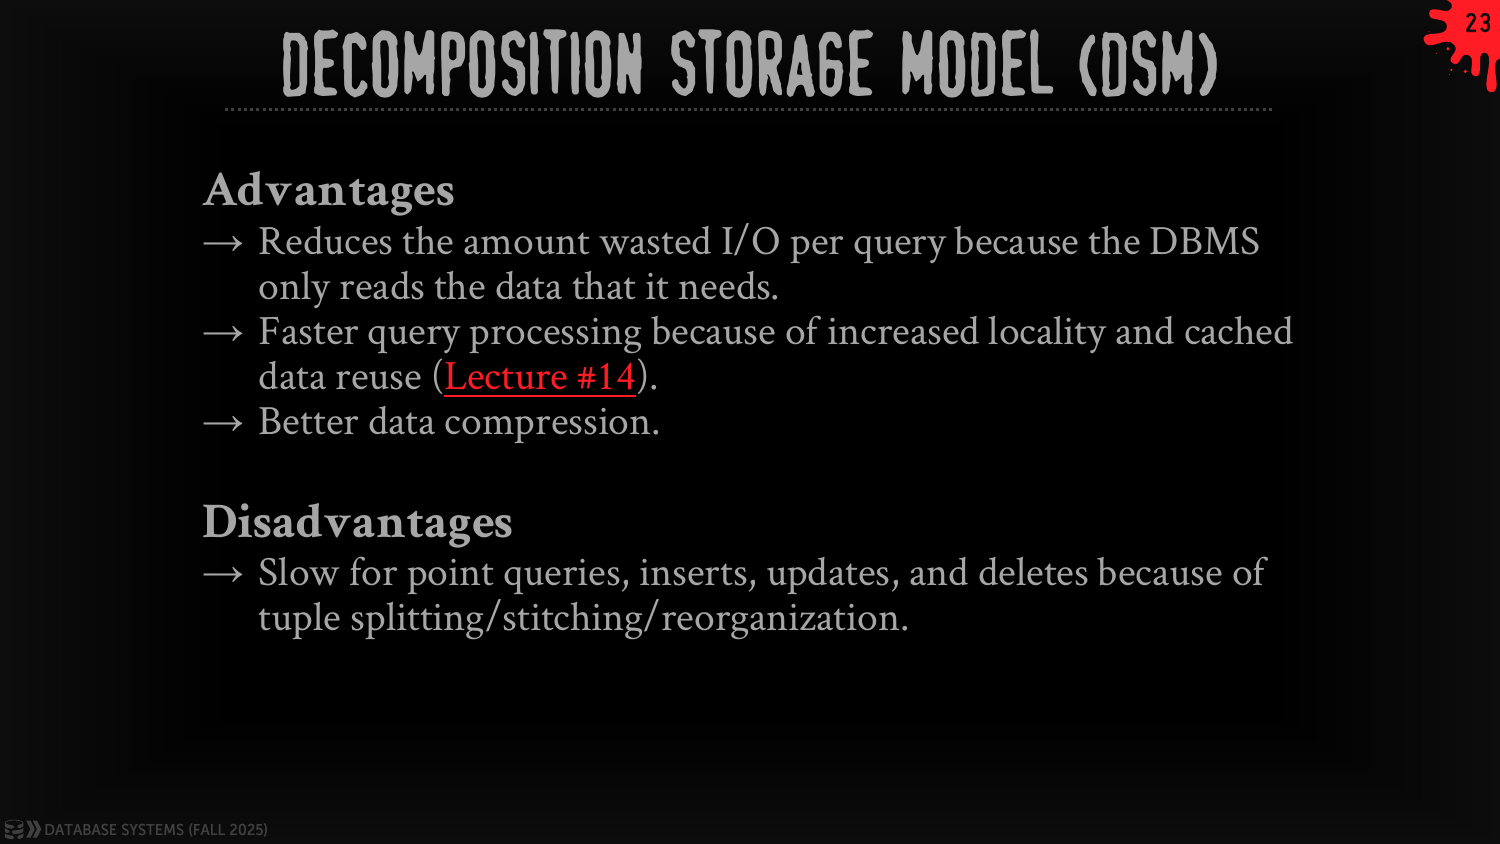 23
DECOMPOSITION STORAGE MODEL (DSM)
Advantages
→ Reduces the amount wasted I/O per query because the DBMS
only reads the data that it needs.
→ Faster query processing because of increased locality and cached
data reuse (Lecture #14).
→ Better data compression.
Disadvantages
→ Slow for point queries, inserts, updates, and deletes because of
tuple splitting/stitching/reorganization.
DATABASE SYSTEMS (FALL 2025)